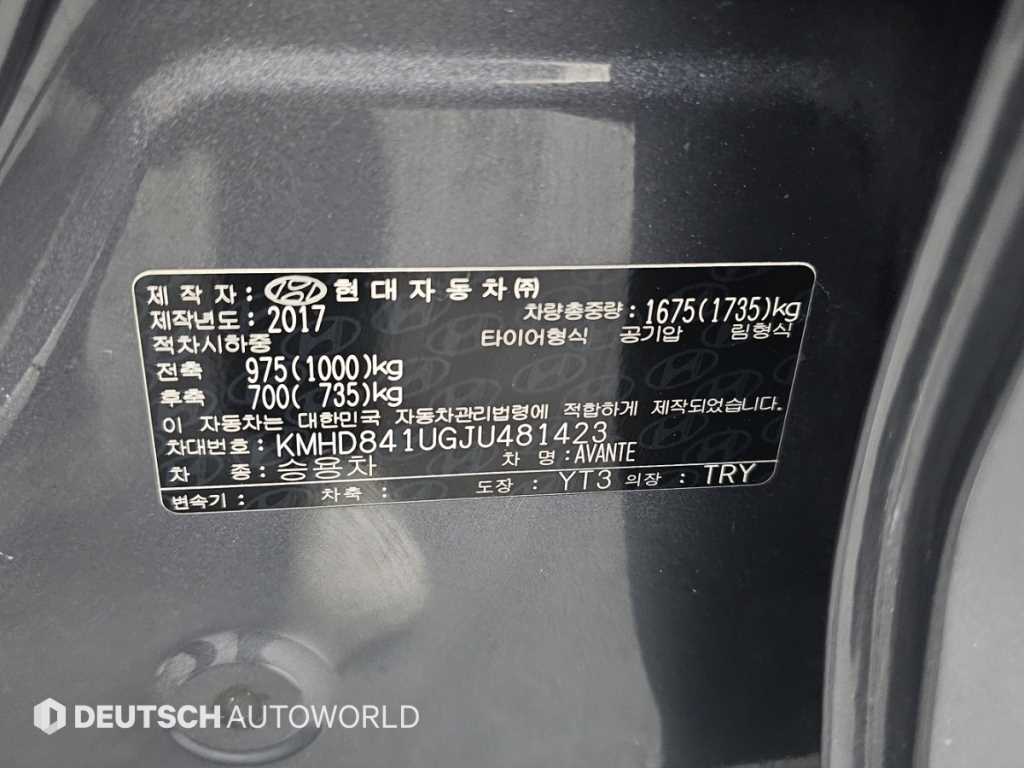 제 작 자 : 현대자동차㈜
제작년도 : 2017 차량총중량 : 1675(1735)kg
적차시하중 타이어형식 공기압 림형식
전축 975(1000)kg
후축 700( 735)kg
이 자동차는 대한민국 자동차관리법령에 적합하게 제작되었습니다.
차대번호 : KMHD841UGJU481423
차 종 : 승용차 차 명 : AVANTE
변속기 : 차축 : 도장 : YT3 의장 : TRY
DEUTSCH AUTOWORLD